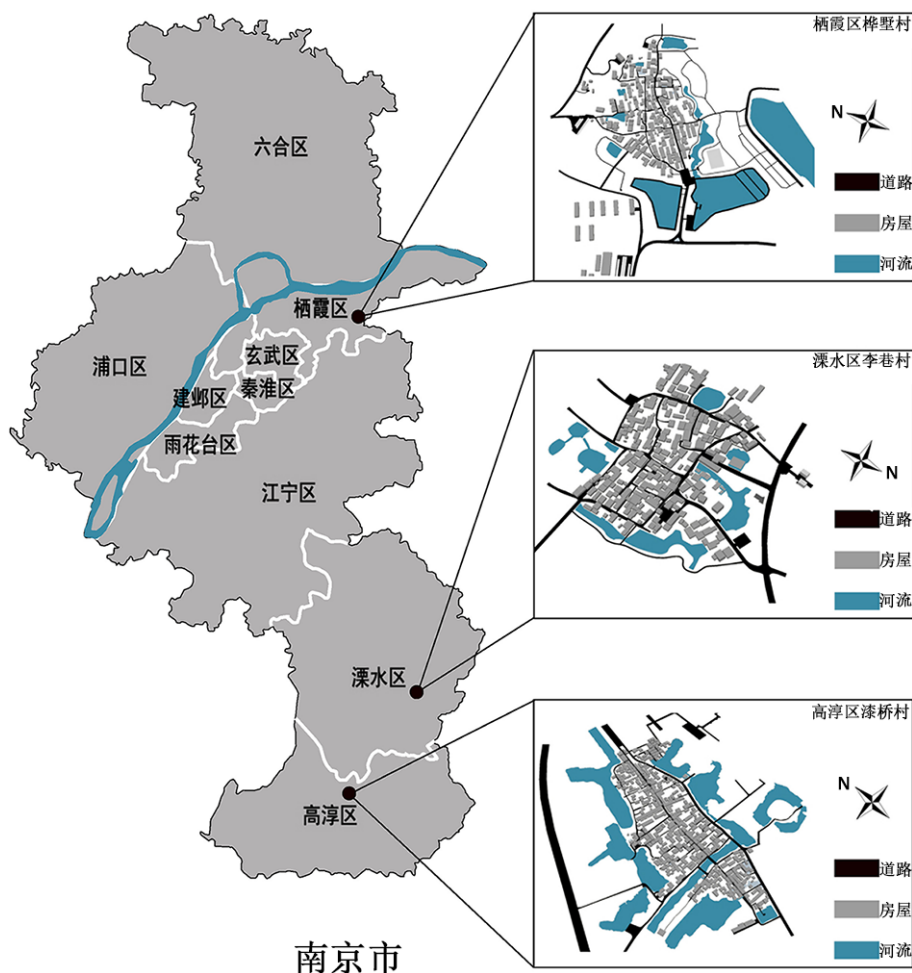 六合区
栖霞区
浦口区
玄武区
秦淮区
建邺区
雨花台区
江宁区
溧水区
高淳区
南京市
栖霞区桦墅村
N
道路
房屋
河流
溧水区李巷村
N
道路
房屋
河流
高淳区漆桥村
N
道路
房屋
河流